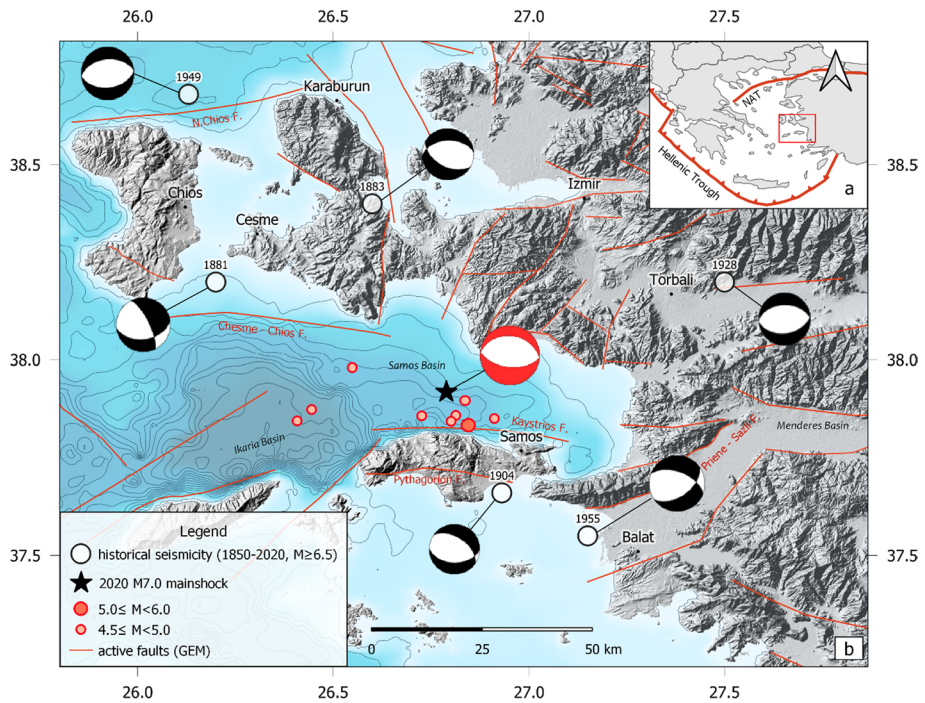 26.0
26.5
27.0
27.5
38.5
38.0
37.5
38.5
38.0
37.5
1949
N.Chios F.
Karaburun
Chios
Cesme
1883
Izmir
NAT
Hellenic Trough
a
1881
1928
Torbali
Chesme - Chios F.
Samos Basin
Ikaria Basin
Kaystrios F.
Samos
Menderes Basin
Priene - Sazli F.
Pythagorion F.
1904
1955
Balat
Legend
historical seismicity (1850-2020, M≥6.5)
2020 M7.0 mainshock
5.0≤ M<6.0
4.5≤ M<5.0
active faults (GEM)
0
25
50 km
b
26.0
26.5
27.0
27.5